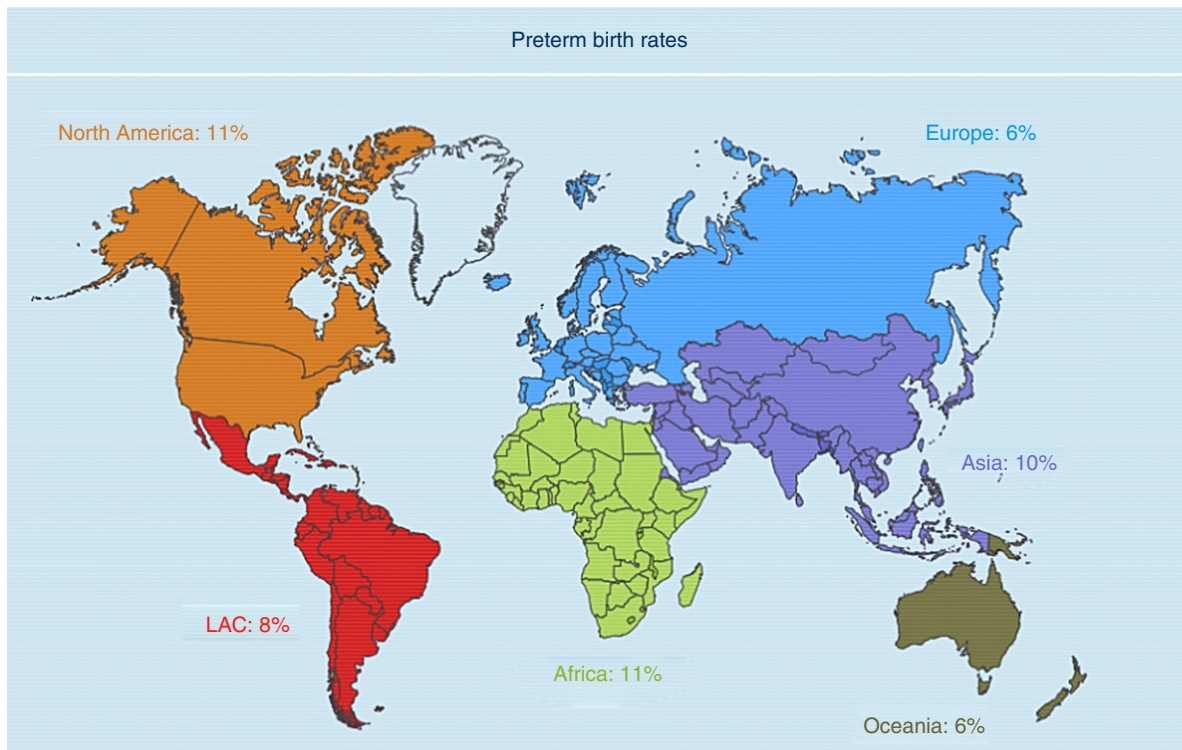 Preterm birth rates
North America: 11%
Europe: 6%
Asia: 10%
LAC: 8%
Africa: 11%
Oceania: 6%